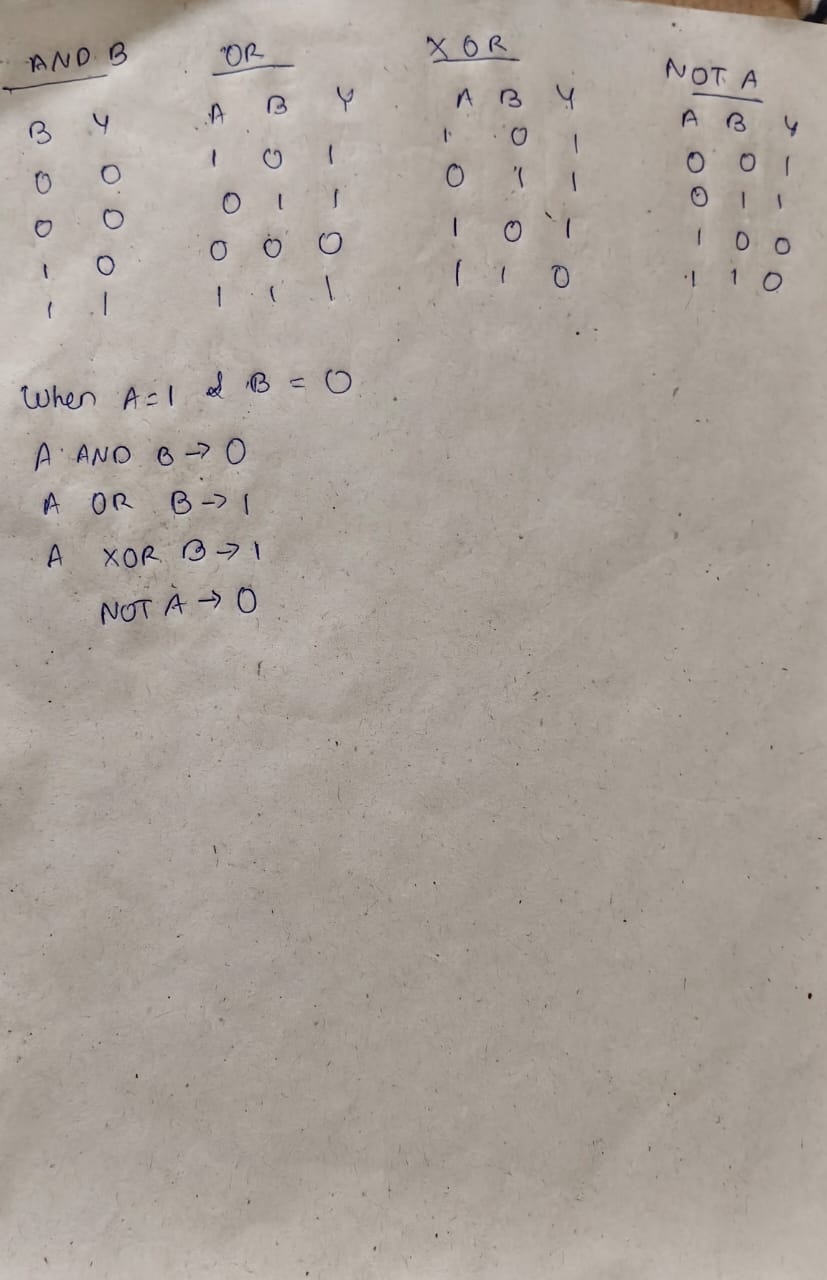 AND B OR XOR NOT A
B Y A B Y A B Y A B Y
0 0 1 0 1 1 0 1 0 0 1
0 0 0 1 1 0 1 1 0 1 1
1 0 0 0 0 1 0 1 1 0 0
1 1 1 1 1 1 1 0 1 1 0
When A=1 & B = 0
A AND B → 0
A OR B → 1
A XOR B → 1
NOT A → 0